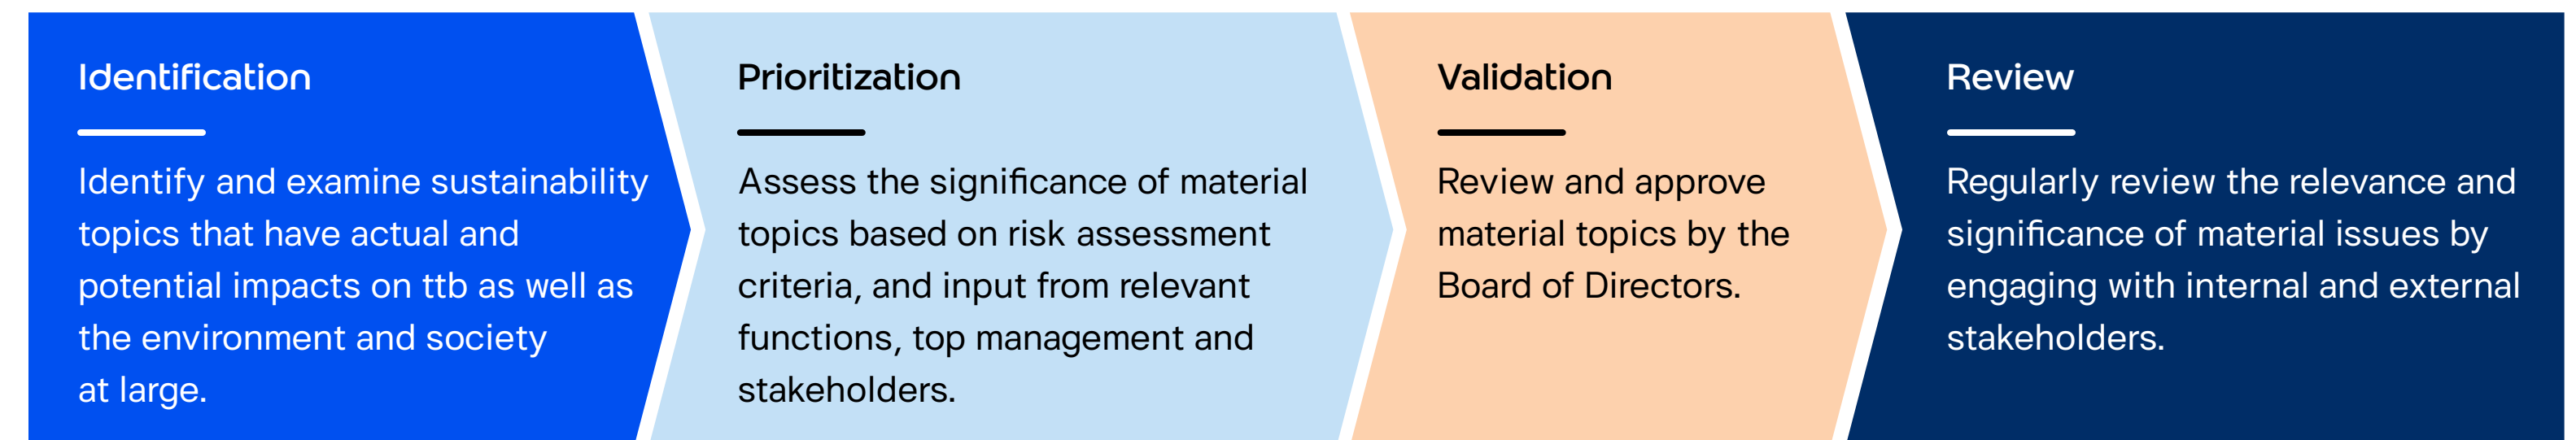 Identification
Identify and examine sustainability
topics that have actual and
potential impacts on ttb as well as
the environment and society
at large.
Prioritization
Assess the significance of material
topics based on risk assessment
criteria, and input from relevant
functions, top management and
stakeholders.
Validation
Review and approve
material topics by the
Board of Directors.
Review
Regularly review the relevance and
significance of material issues by
engaging with internal and external
stakeholders.